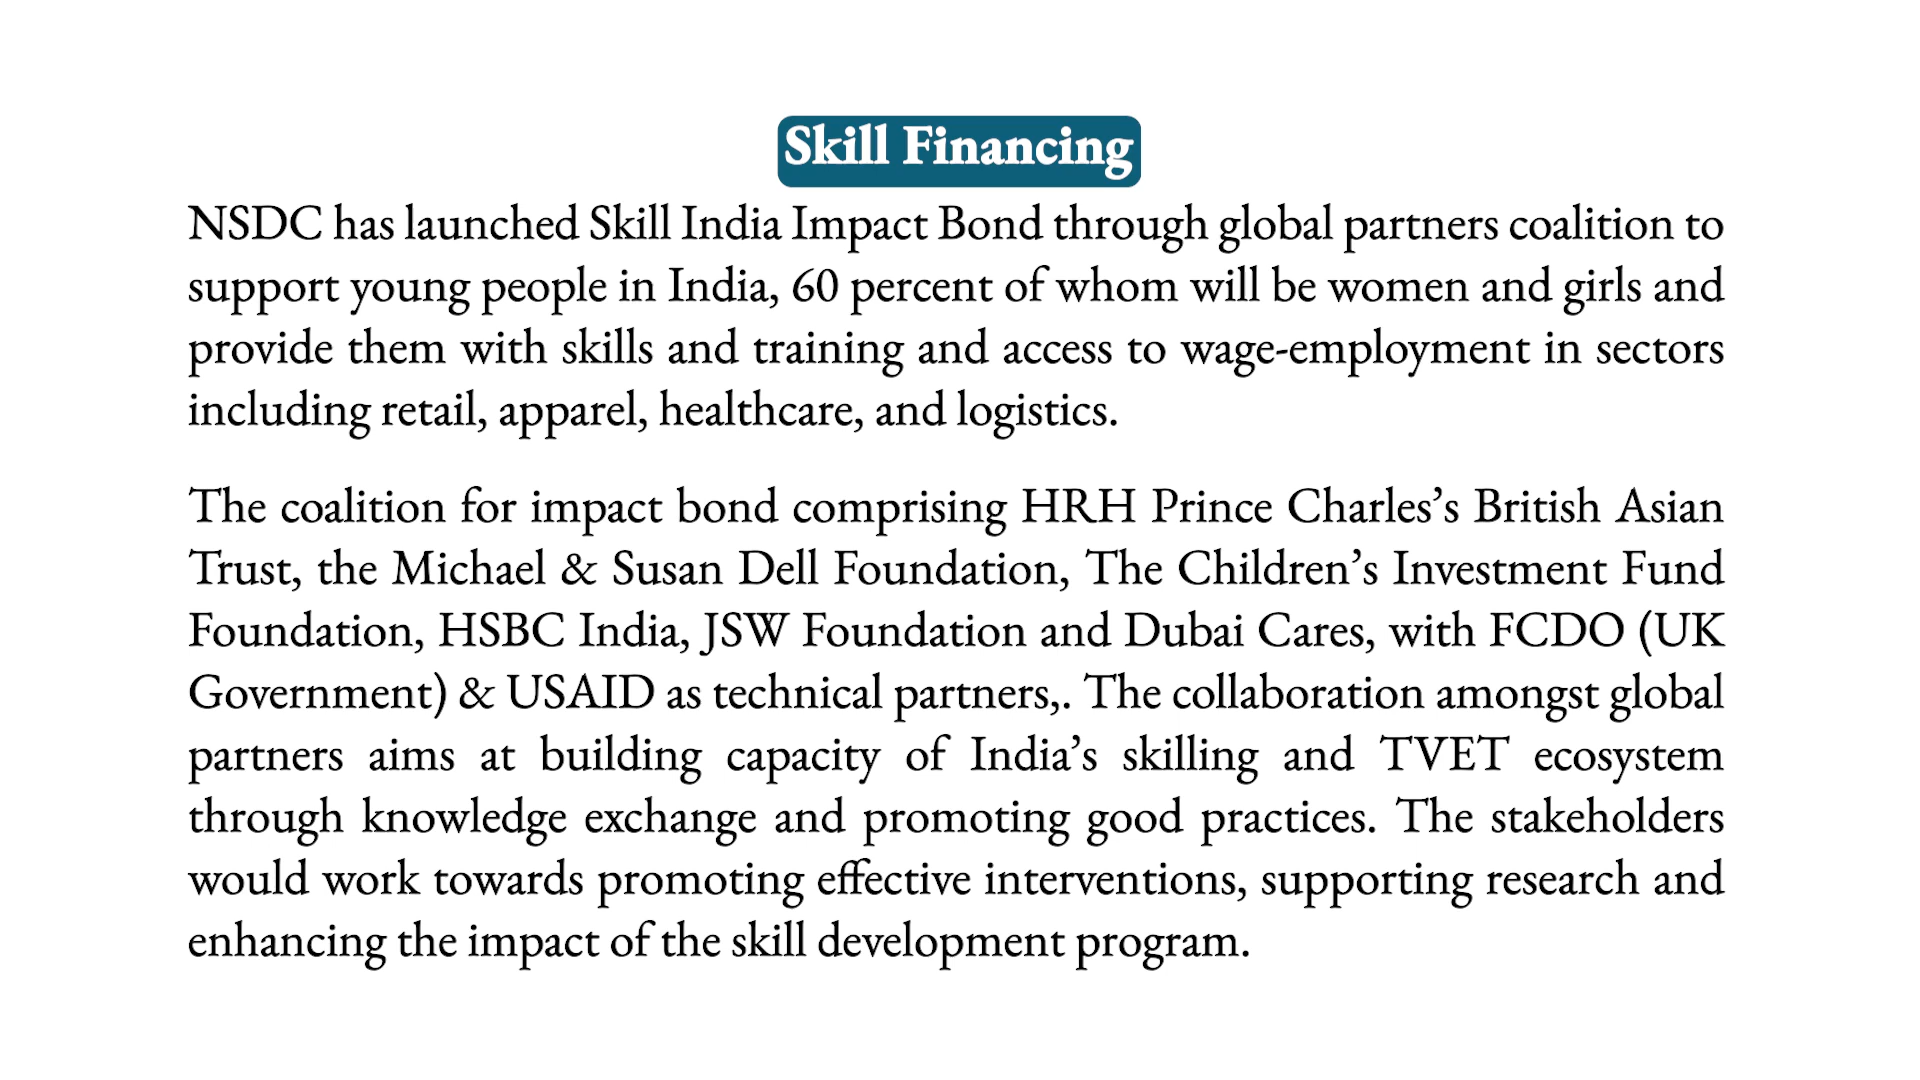 Skill Financing
NSDC has launched Skill India Impact Bond through global partners coalition to
support young people in India, 60 percent of whom will be women and girls and
provide them with skills and training and access to wage-employment in sectors
including retail, apparel, healthcare, and logistics.
The coalition for impact bond comprising HRH Prince Charles’s British Asian
Trust, the Michael & Susan Dell Foundation, The Children’s Investment Fund
Foundation, HSBC India, JSW Foundation and Dubai Cares, with FCDO (UK
Government) & USAID as technical partners,. The collaboration amongst global
partners aims at building capacity of India’s skilling and TVET ecosystem
through knowledge exchange and promoting good practices. The stakeholders
would work towards promoting effective interventions, supporting research and
enhancing the impact of the skill development program.